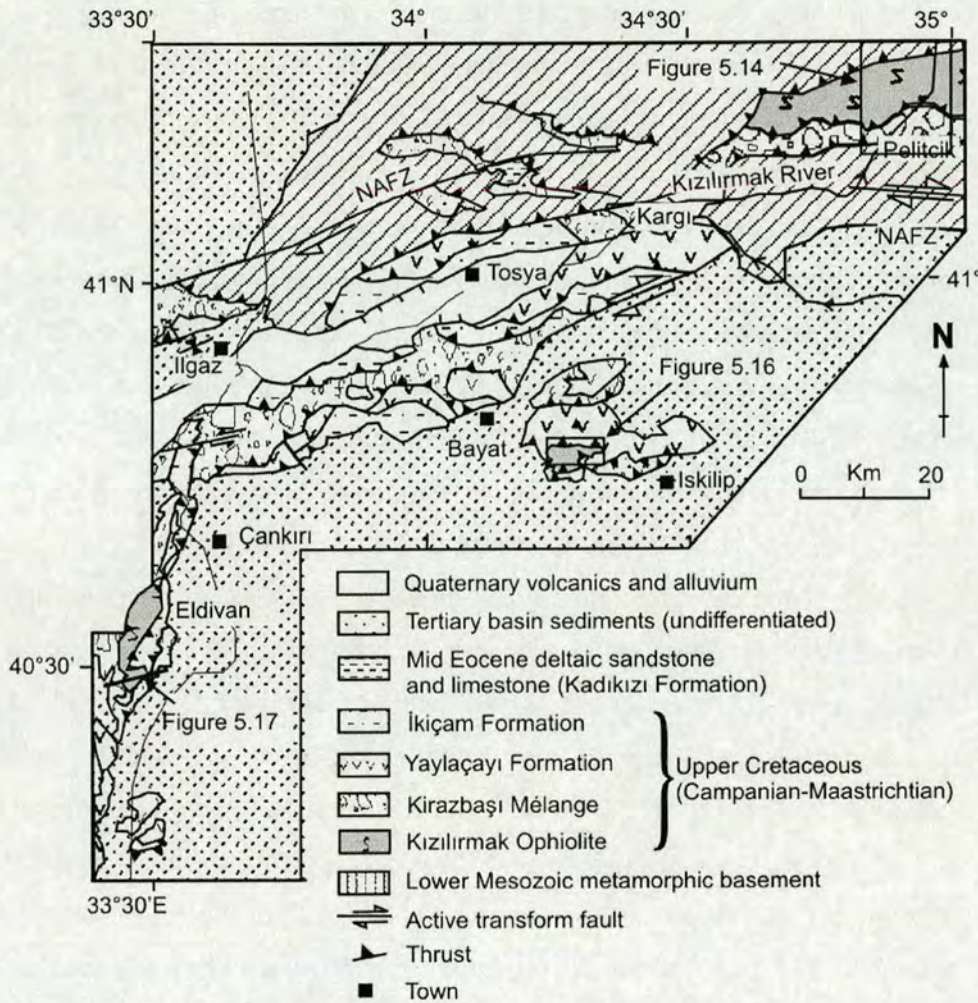 33°30'
34°
34°30'
35°
Figure 5.14
Pelitcik
NAFZ
Kızılırmak Rıver
Kargı
NAFZ
Tosya
41°N
41°
N
Ilgaz
Figure 5.16
Bayat
Iskilip
0 Km 20
Çankırı
Eldivan
40°30'
Figure 5.17
33°30'E
Quaternary volcanics and alluvium
Tertiary basin sediments (undifferentiated)
Mid Eocene deltaic sandstone
and limestone (Kadıkızı Formation)
İkiçam Formation
Yaylaçayı Formation
Kirazbaşı Mélange
Kızılırmak Ophiolite
Upper Cretaceous
(Campanian-Maastrichtian)
Lower Mesozoic metamorphic basement
Active transform fault
Thrust
Town